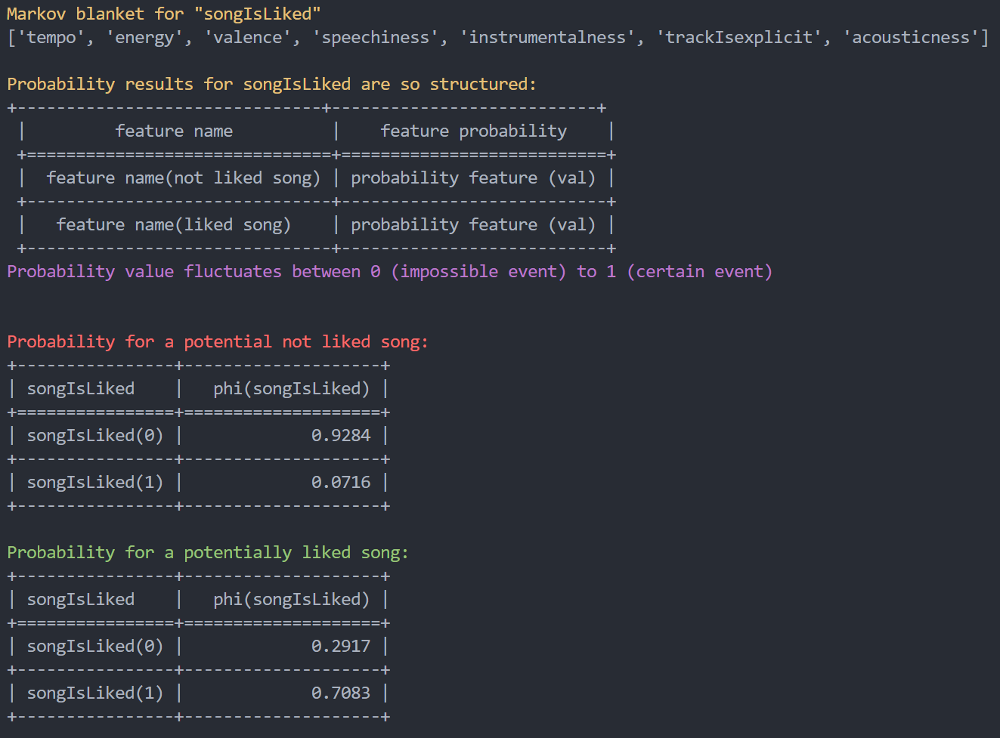 Markov blanket for "songIsLiked"
['tempo', 'energy', 'valence', 'speechiness', 'instrumentalness', 'trackIsexplicit', 'acousticness']
Probability results for songIsLiked are so structured:
+-------------------------------+---------------------------+
| feature name | feature probability |
+===============================+===========================+
| feature name(not liked song) | probability feature (val) |
+-------------------------------+---------------------------+
| feature name(liked song) | probability feature (val) |
+-------------------------------+---------------------------+
Probability value fluctuates between 0 (impossible event) to 1 (certain event)
Probability for a potential not liked song:
+----------------+--------------------+
| songIsLiked | phi(songIsLiked) |
+================+====================+
| songIsLiked(0) | 0.9284 |
+----------------+--------------------+
| songIsLiked(1) | 0.0716 |
+----------------+--------------------+
Probability for a potentially liked song:
+----------------+--------------------+
| songIsLiked | phi(songIsLiked) |
+================+====================+
| songIsLiked(0) | 0.2917 |
+----------------+--------------------+
| songIsLiked(1) | 0.7083 |
+----------------+--------------------+